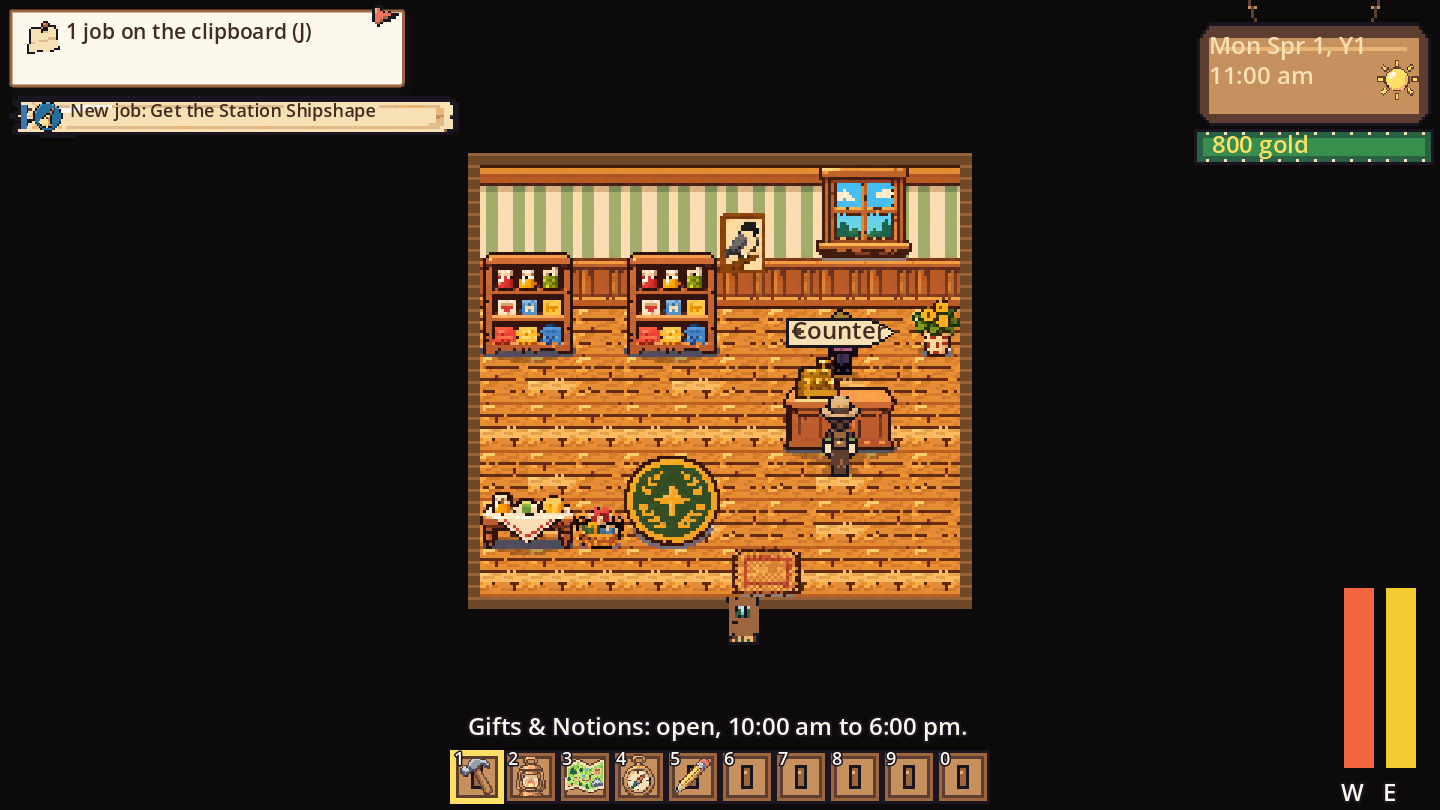 1 job on the clipboard (J)
New job: Get the Station Shipshape
Mon Spr 1, Y1
11:00 am
800 gold
Counter
Gifts & Notions: open, 10:00 am to 6:00 pm.
1 2 3 4 5 6 7 8 9 0
W E